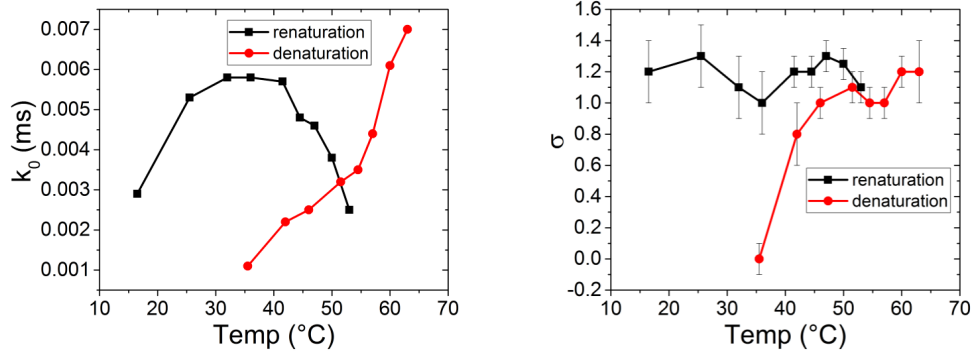 0.007
0.006
0.005
0.004
0.003
0.002
0.001
k₀ (ms)
renaturation
denaturation
10 20 30 40 50 60 70
Temp (°C)
1.6
1.4
1.2
1.0
0.8
0.6
0.4
0.2
0.0
-0.2
σ
renaturation
denaturation
10 20 30 40 50 60 70
Temp (°C)